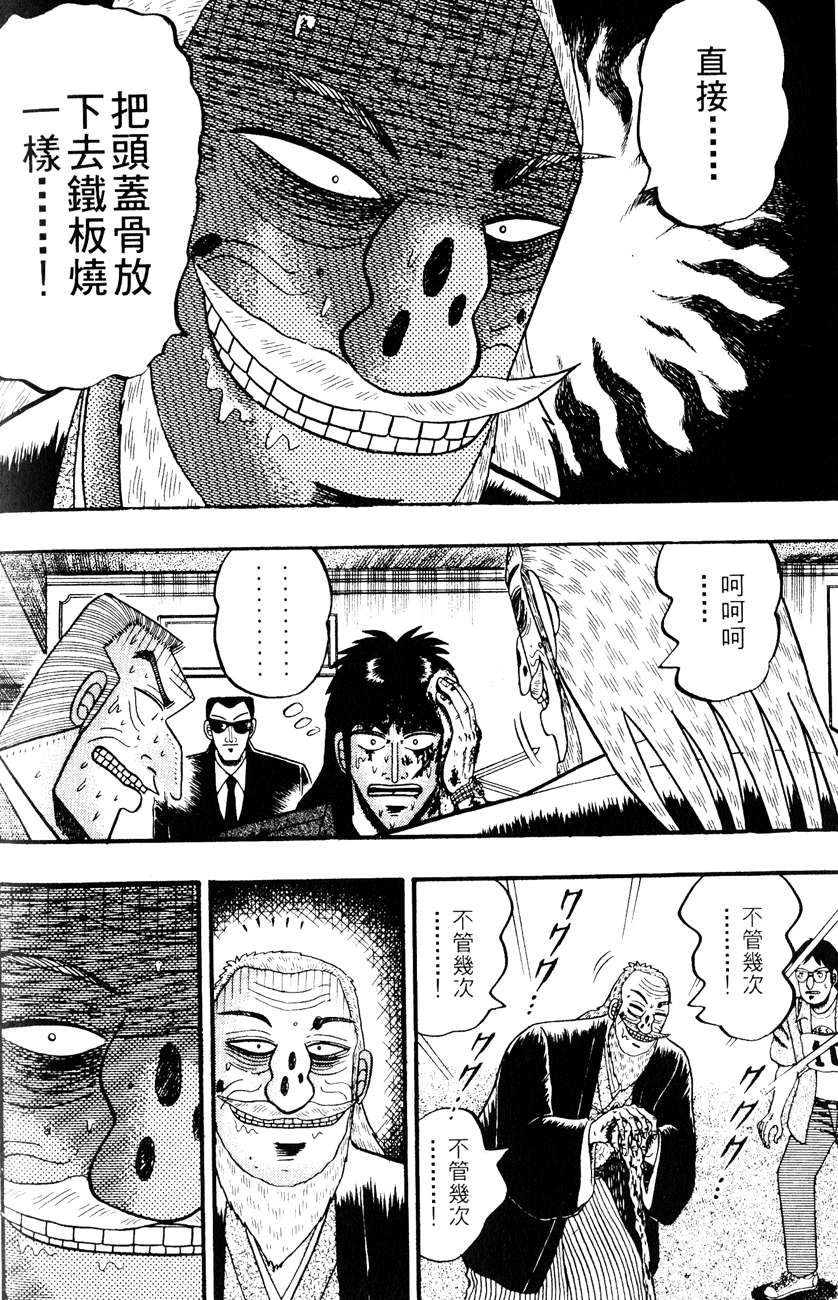 直接……
把頭蓋骨放
下去鐵板燒
一樣……！
呵呵呵
……
………
不管幾次
……！
不管幾次
……！
不管幾次
……！
ククク…
ククク…
ククク…